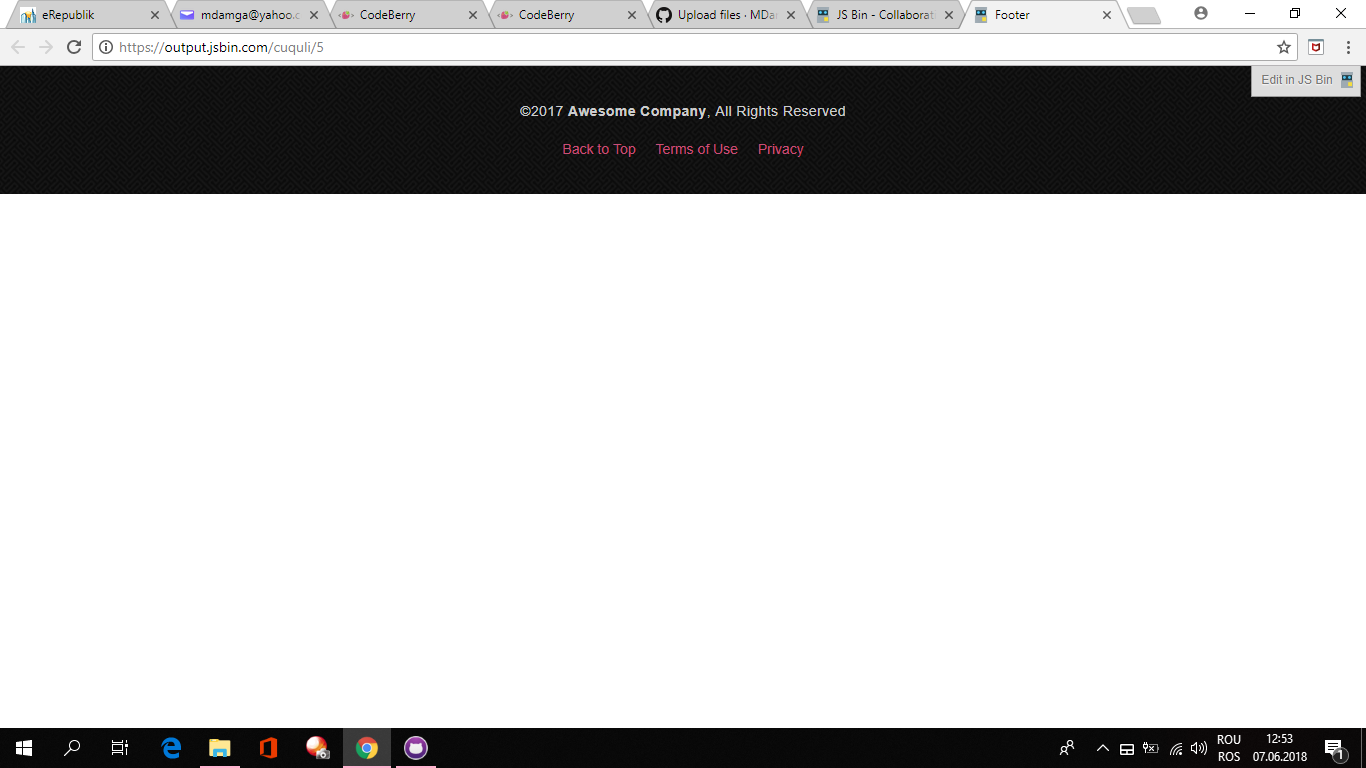 eRepublik
mdamga@yahoo.c
CodeBerry
CodeBerry
Upload files · MDa
JS Bin - Collaborat
Footer
https://output.jsbin.com/cuquli/5
Edit in JS Bin
©2017 Awesome Company, All Rights Reserved
Back to Top Terms of Use Privacy
ROU 12:53
ROS 07.06.2018
1